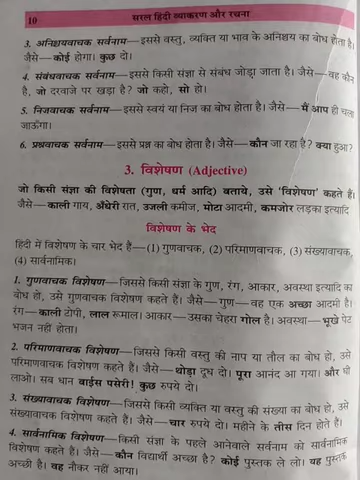 10
सरल हिंदी व्याकरण और रचना
3. अनिश्चयवाचक सर्वनाम—इससे वस्तु, व्यक्ति या भाव के अनिश्चय का बोध होता है।
जैसे—कोई होगा। कुछ दो।
4. संबंधवाचक सर्वनाम—इससे किसी संज्ञा से संबंध जोड़ा जाता है। जैसे—वह कौन
है, जो दरवाजे पर खड़ा है? जो कहो, सो हो।
5. निजवाचक सर्वनाम—इससे स्वयं या निज का बोध होता है। जैसे—मैं आप ही चला
जाऊँगा।
6. प्रश्नवाचक सर्वनाम—इससे प्रश्न का बोध होता है। जैसे—कौन जा रहा है? क्या हुआ?
3. विशेषण (Adjective)
जो किसी संज्ञा की विशेषता (गुण, धर्म आदि) बताये, उसे 'विशेषण' कहते हैं।
जैसे—काली गाय, अँधेरी रात, उजली कमीज, मोटा आदमी, कमजोर लड़का इत्यादि
विशेषण के भेद
हिंदी में विशेषण के चार भेद हैं—(1) गुणवाचक, (2) परिमाणवाचक, (3) संख्यावाचक,
(4) सार्वनामिक।
1. गुणवाचक विशेषण—जिससे किसी संज्ञा के गुण, रंग, आकार, अवस्था इत्यादि का
बोध हो, उसे गुणवाचक विशेषण कहते हैं। जैसे—गुण—वह एक अच्छा आदमी है।
रंग—काली टोपी, लाल रूमाल। आकार—उसका चेहरा गोल है। अवस्था—भूखे पेट
भजन नहीं होता।
2. परिमाणवाचक विशेषण—जिससे किसी वस्तु की नाप या तौल का बोध हो, उसे
परिमाणवाचक विशेषण कहते हैं। जैसे—थोड़ा दूध दो। पूरा आनंद आ गया। और घी
लाओ। सब धान बाईस पसेरी! कुछ रुपये दो।
3. संख्यावाचक विशेषण—जिससे किसी व्यक्ति या वस्तु की संख्या का बोध हो, उसे
संख्यावाचक विशेषण कहते हैं। जैसे—चार रुपये दो। महीने के तीस दिन होते हैं।
4. सार्वनामिक विशेषण—किसी संज्ञा के पहले आनेवाले सर्वनाम को सार्वनामिक
विशेषण कहते हैं। जैसे—कौन विद्यार्थी अच्छा है? कोई पुस्तक ले लो। यह पुस्तक
अच्छी है। वह नौकर नहीं आया।